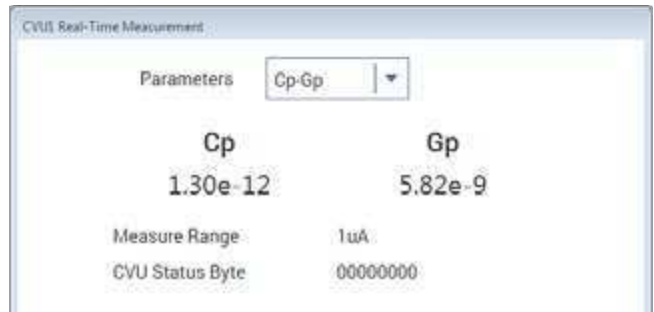 CVU1 Real-Time Measurement
Parameters Cp-Gp
Cp Gp
1.30e-12 5.82e-9
Measure Range 1uA
CVU Status Byte 00000000